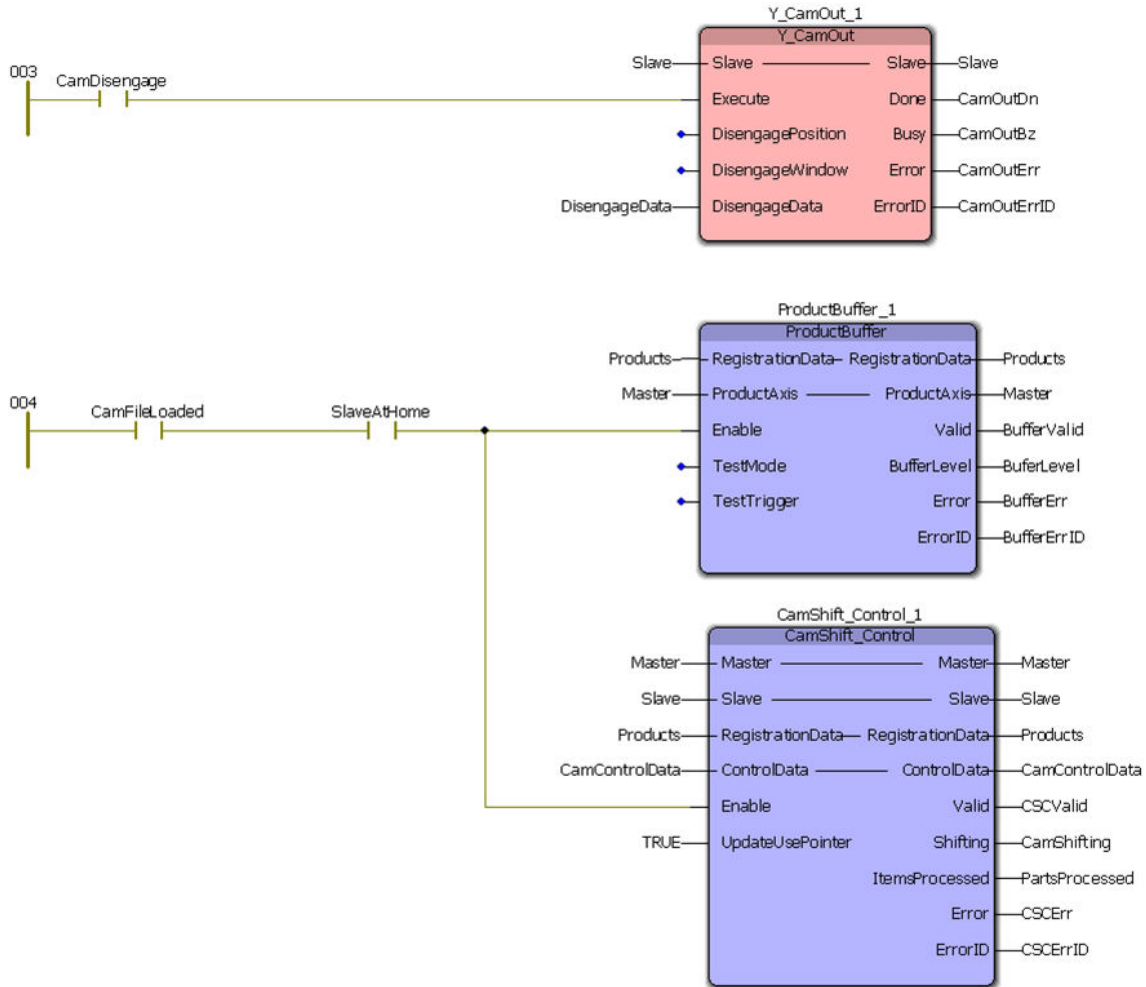 Y_CamOut_1
Y_CamOut
Slave Slave Slave Slave
003
CamDisengage Execute Done CamOutDn
DisengagePosition Busy CamOutBz
DisengageWindow Error CamOutErr
DisengageData DisengageData ErrorID CamOutErrID
ProductBuffer_1
ProductBuffer
Products RegistrationData RegistrationData Products
Master ProductAxis ProductAxis Master
004
CamFileLoaded SlaveAtHome Enable Valid BufferValid
TestMode BufferLevel BuferLevel
TestTrigger Error BufferErr
ErrorID BufferErrID
CamShift_Control_1
CamShift_Control
Master Master Master Master
Slave Slave Slave Slave
Products RegistrationData RegistrationData Products
CamControlData ControlData ControlData CamControlData
Enable Valid CSCValid
TRUE UpdateUsePointer Shifting CamShifting
ItemsProcessed PartsProcessed
Error CSCErr
ErrorID CSCErrID